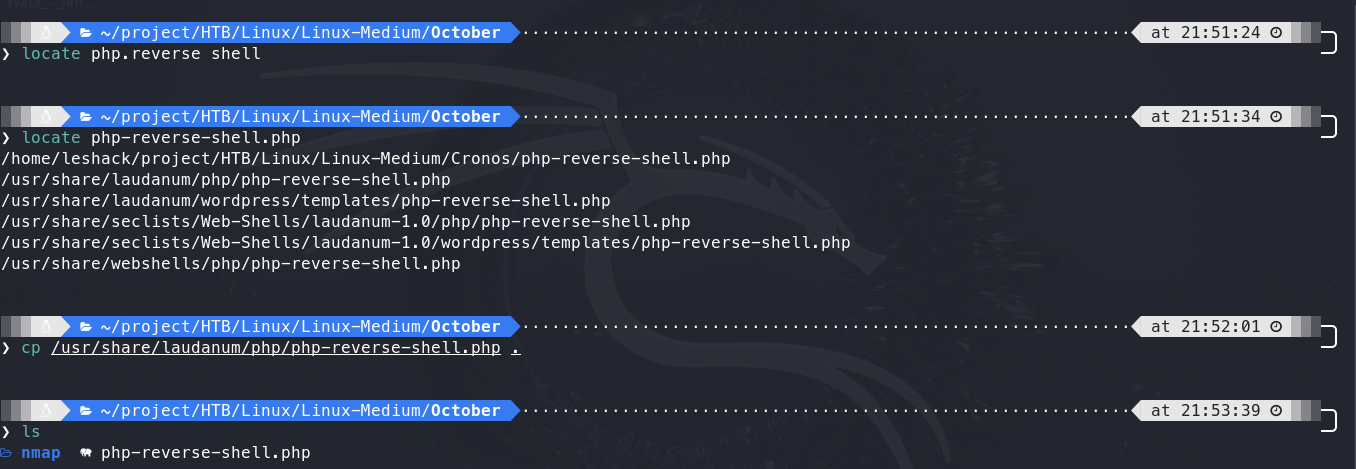 ~/project/HTB/Linux/Linux-Medium/October at 21:51:24
❯ locate php.reverse shell
~/project/HTB/Linux/Linux-Medium/October at 21:51:34
❯ locate php-reverse-shell.php
/home/leshack/project/HTB/Linux/Linux-Medium/Cronos/php-reverse-shell.php
/usr/share/laudanum/php/php-reverse-shell.php
/usr/share/laudanum/wordpress/templates/php-reverse-shell.php
/usr/share/seclists/Web-Shells/laudanum-1.0/php/php-reverse-shell.php
/usr/share/seclists/Web-Shells/laudanum-1.0/wordpress/templates/php-reverse-shell.php
/usr/share/webshells/php/php-reverse-shell.php
~/project/HTB/Linux/Linux-Medium/October at 21:52:01
❯ cp /usr/share/laudanum/php/php-reverse-shell.php .
~/project/HTB/Linux/Linux-Medium/October at 21:53:39
❯ ls
nmap php-reverse-shell.php